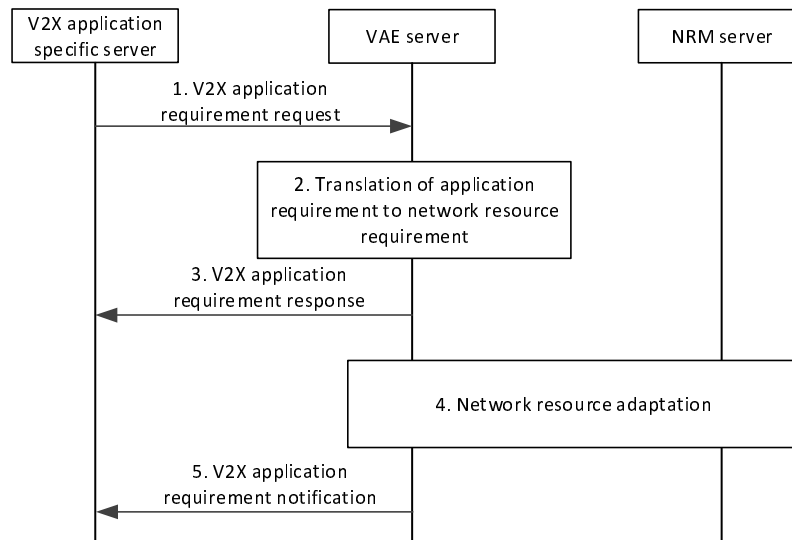 V2X application
specific server
VAE server
NRM server
1. V2X application
requirement request
2. Translation of application
requirement to network resource
requirement
3. V2X application
requirement response
4. Network resource adaptation
5. V2X application
requirement notification